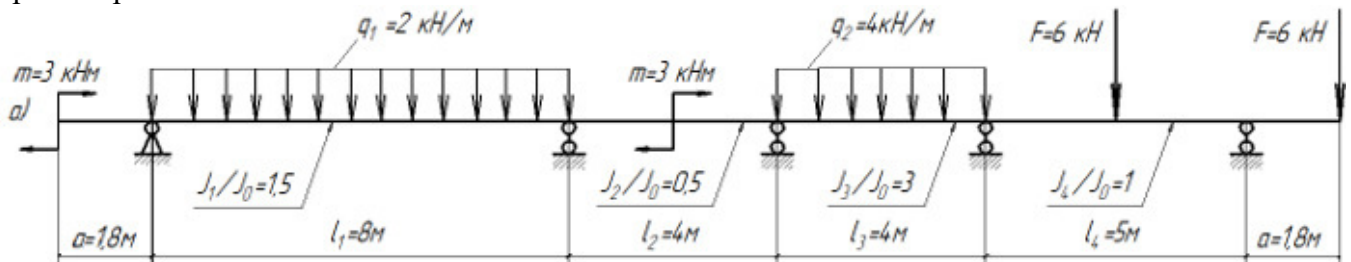 q₁ =2 кН/м
q₂=4кН/м
F=6 кН
F=6 кН
m=3 кНм
m=3 кНм
а)
J₁/J₀=1,5
J₂/J₀=0,5
J₃/J₀=3
J₄/J₀=1
a=1,8м
l₁=8м
l₂=4м
l₃=4м
l₄=5м
a=1,8м